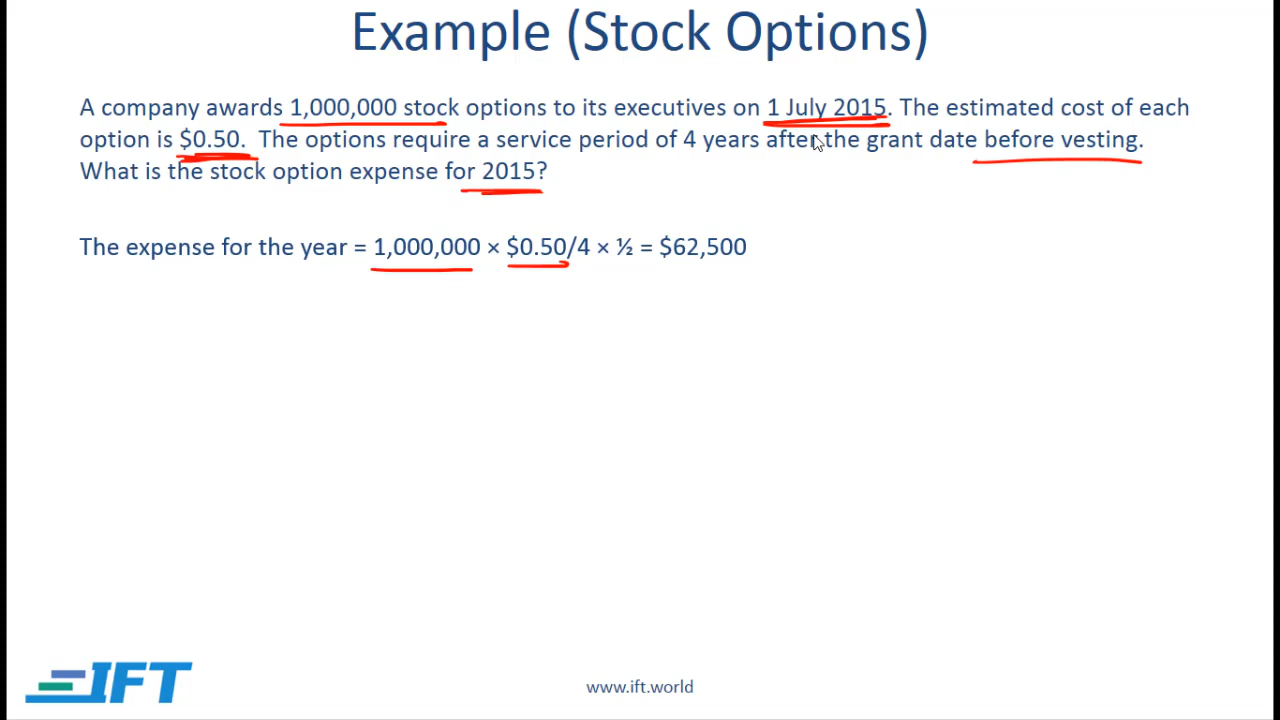 Example (Stock Options)
A company awards 1,000,000 stock options to its executives on 1 July 2015. The estimated cost of each
option is $0.50.  The options require a service period of 4 years after the grant date before vesting.
What is the stock option expense for 2015?
The expense for the year = 1,000,000 × $0.50/4 × ½ = $62,500
IFT
www.ift.world